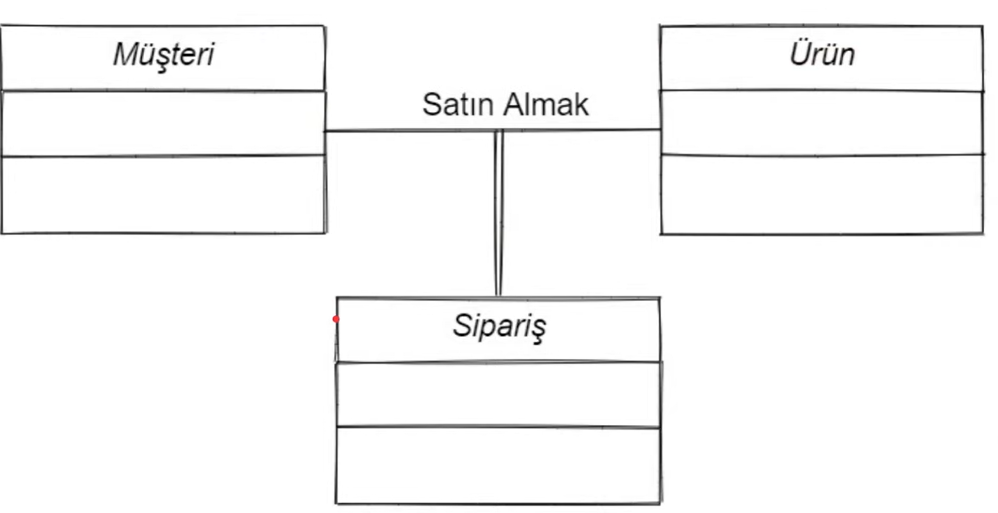 Müşteri
Ürün
Satın Almak
Sipariş